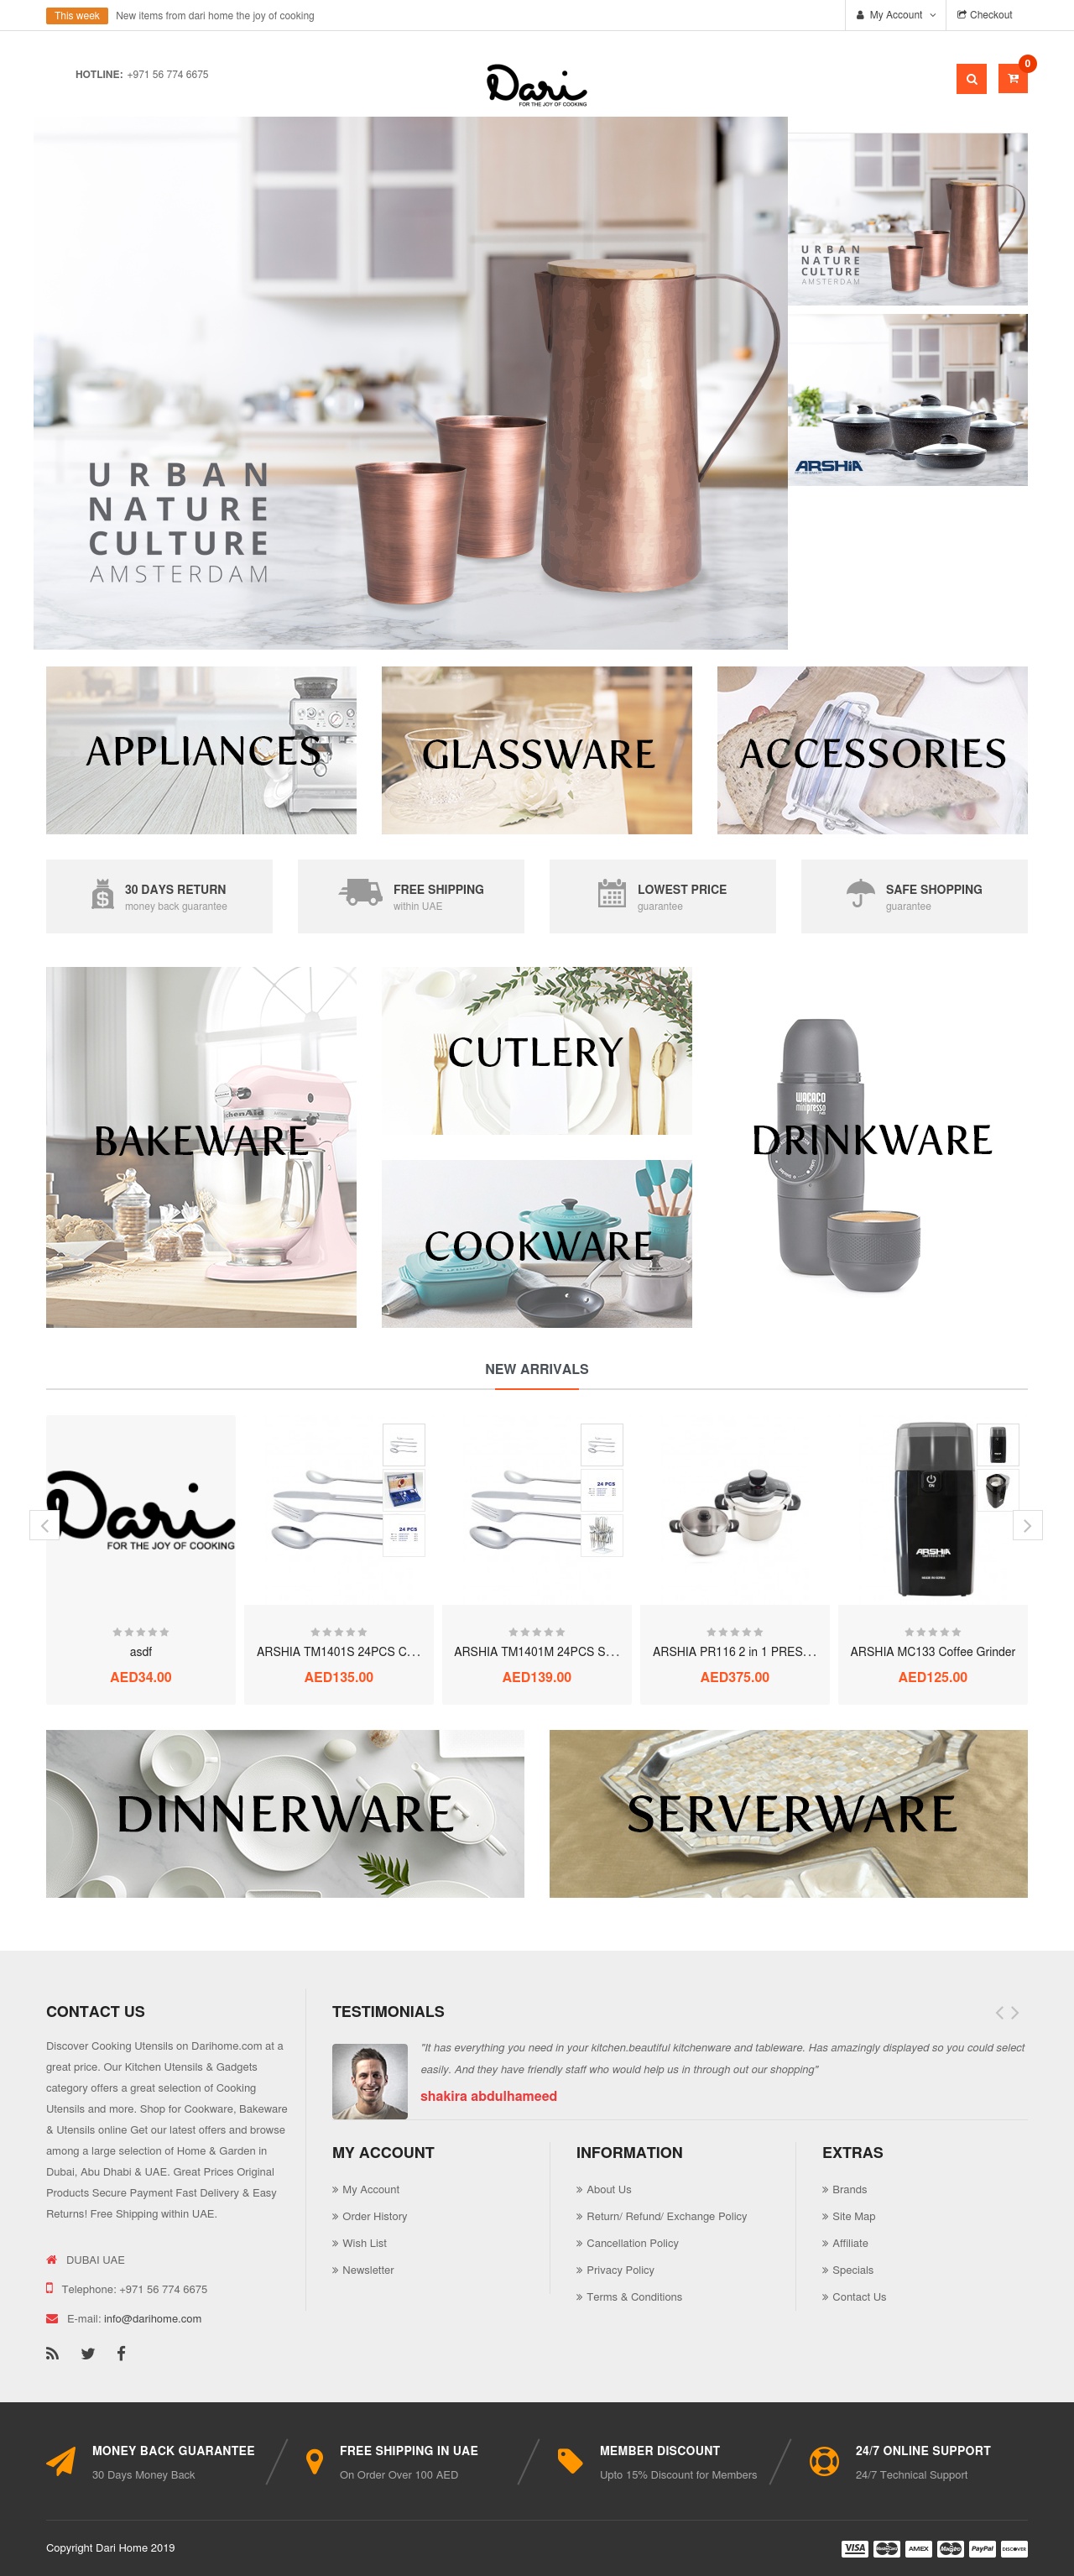 This week New items from dari home the joy of cooking
My Account Checkout
HOTLINE: +971 56 774 6675
Dari
FOR THE JOY OF COOKING
0
URBAN
NATURE
CULTURE
AMSTERDAM
URBAN
NATURE
CULTURE
AMSTERDAM
ARSHIA
APPLIANCES
GLASSWARE
ACCESSORIES
30 DAYS RETURN
money back guarantee
FREE SHIPPING
within UAE
LOWEST PRICE
guarantee
SAFE SHOPPING
guarantee
BAKEWARE
KitchenAid
CUTLERY
COOKWARE
WACACO
minipresso
DRINKWARE
NEW ARRIVALS
Dari
FOR THE JOY OF COOKING
24 PCS
24 PCS
ON
ARSHIA
asdf
AED34.00
ARSHIA TM1401S 24PCS C...
AED135.00
ARSHIA TM1401M 24PCS S...
AED139.00
ARSHIA PR116 2 in 1 PRES...
AED375.00
ARSHIA MC133 Coffee Grinder
AED125.00
DINNERWARE
SERVERWARE
CONTACT US
Discover Cooking Utensils on Darihome.com at a
great price. Our Kitchen Utensils & Gadgets
category offers a great selection of Cooking
Utensils and more. Shop for Cookware, Bakeware
& Utensils online Get our latest offers and browse
among a large selection of Home & Garden in
Dubai, Abu Dhabi & UAE. Great Prices Original
Products Secure Payment Fast Delivery & Easy
Returns! Free Shipping within UAE.
DUBAI UAE
Telephone: +971 56 774 6675
E-mail: info@darihome.com
TESTIMONIALS
"It has everything you need in your kitchen.beautiful kitchenware and tableware. Has amazingly displayed so you could select
easily. And they have friendly staff who would help us in through out our shopping"
shakira abdulhameed
MY ACCOUNT
My Account
Order History
Wish List
Newsletter
INFORMATION
About Us
Return/ Refund/ Exchange Policy
Cancellation Policy
Privacy Policy
Terms & Conditions
EXTRAS
Brands
Site Map
Affiliate
Specials
Contact Us
MONEY BACK GUARANTEE
30 Days Money Back
FREE SHIPPING IN UAE
On Order Over 100 AED
MEMBER DISCOUNT
Upto 15% Discount for Members
24/7 ONLINE SUPPORT
24/7 Technical Support
Copyright Dari Home 2019
VISA MasterCard AMEX Maestro PayPal DISCOVER